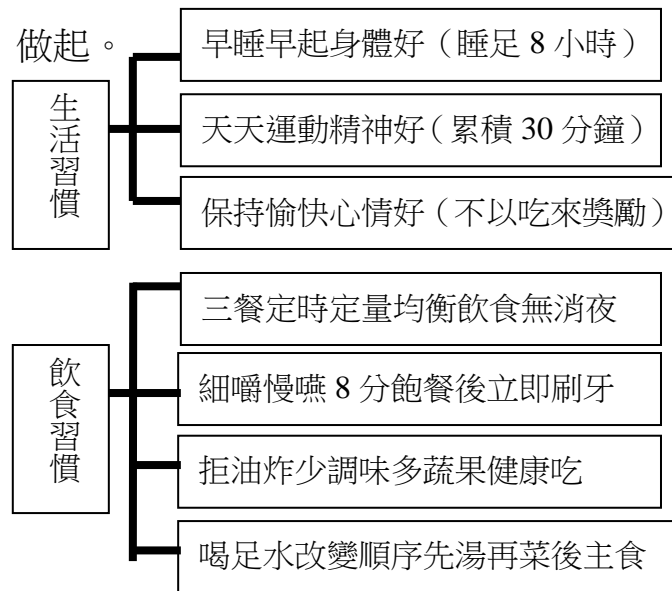 做起。
生活習慣
早睡早起身體好（睡足 8 小時）
天天運動精神好（累積 30 分鐘）
保持愉快心情好（不以吃來獎勵）
飲食習慣
三餐定時定量均衡飲食無消夜
細嚼慢嚥 8 分飽餐後立即刷牙
拒油炸少調味多蔬果健康吃
喝足水改變順序先湯再菜後主食